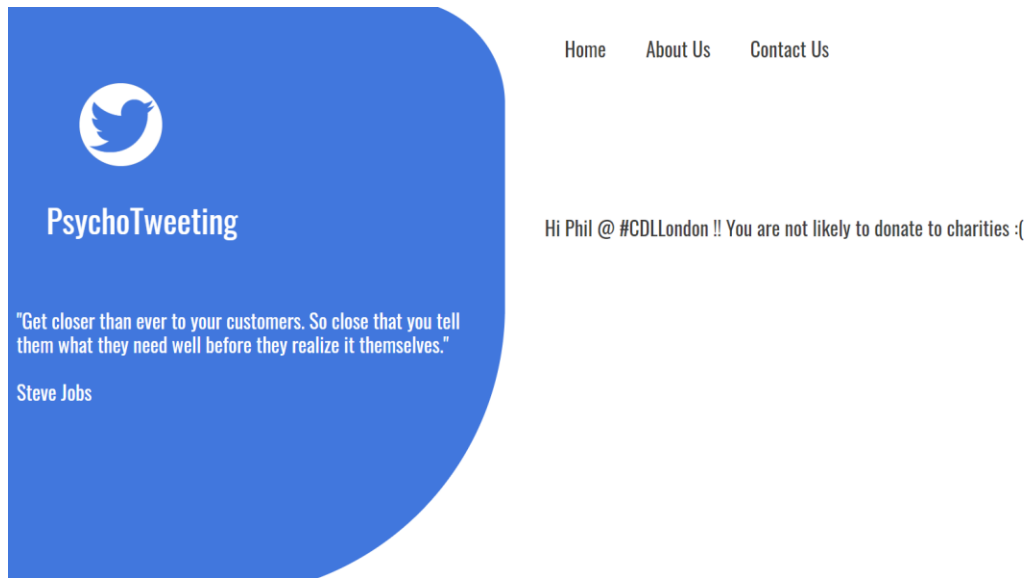 Home About Us Contact Us
PsychoTweeting
Hi Phil @ #CDLLondon !! You are not likely to donate to charities :(
"Get closer than ever to your customers. So close that you tell
them what they need well before they realize it themselves."
Steve Jobs